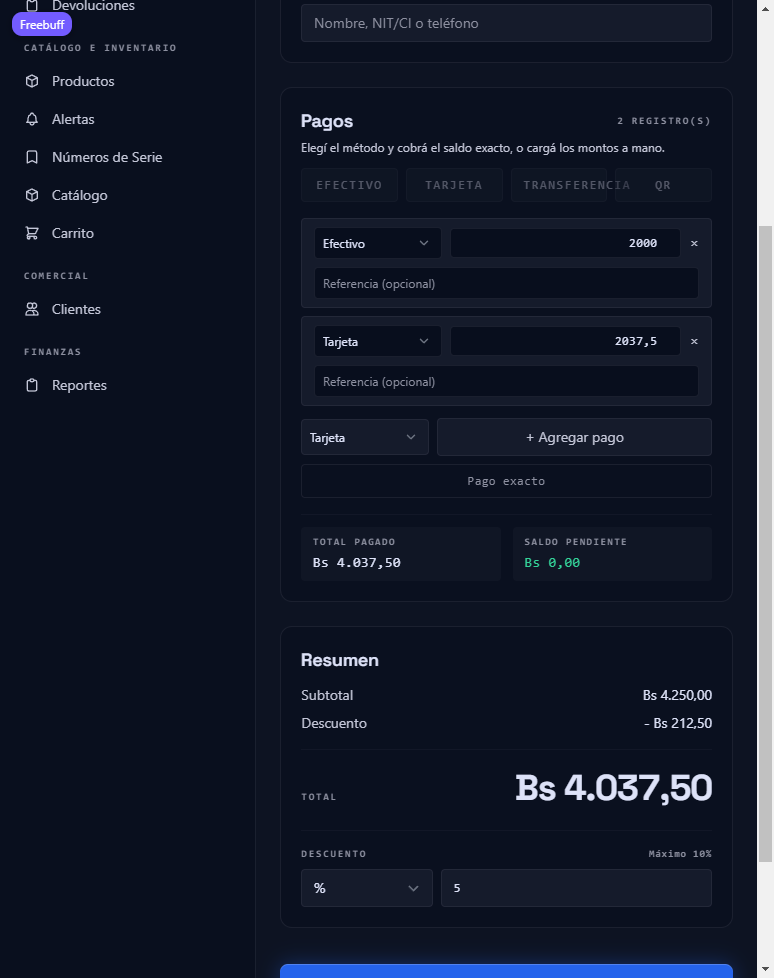 Devoluciones
Freebuff
CATÁLOGO E INVENTARIO
Productos
Alertas
Números de Serie
Catálogo
Carrito
COMERCIAL
Clientes
FINANZAS
Reportes
Nombre, NIT/CI o teléfono
Pagos
2 REGISTRO(S)
Elegí el método y cobrá el saldo exacto, o cargá los montos a mano.
EFECTIVO TARJETA TRANSFERENCIA QR
Efectivo 2000 ×
Referencia (opcional)
Tarjeta 2037,5 ×
Referencia (opcional)
Tarjeta + Agregar pago
Pago exacto
TOTAL PAGADO
Bs 4.037,50
SALDO PENDIENTE
Bs 0,00
Resumen
Subtotal Bs 4.250,00
Descuento - Bs 212,50
TOTAL Bs 4.037,50
DESCUENTO Máximo 10%
% 5